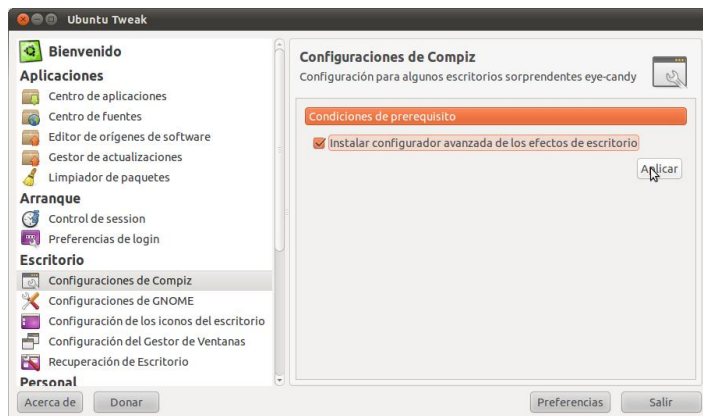 Ubuntu Tweak
Bienvenido
Aplicaciones
Centro de aplicaciones
Centro de fuentes
Editor de orígenes de software
Gestor de actualizaciones
Limpiador de paquetes
Arranque
Control de session
Preferencias de login
Escritorio
Configuraciones de Compiz
Configuraciones de GNOME
Configuración de los iconos del escritorio
Configuración del Gestor de Ventanas
Recuperación de Escritorio
Personal
Configuraciones de Compiz
Configuración para algunos escritorios sorprendentes eye-candy
Condiciones de prerequisito
Instalar configurador avanzada de los efectos de escritorio
Aplicar
Acerca de
Donar
Preferencias
Salir